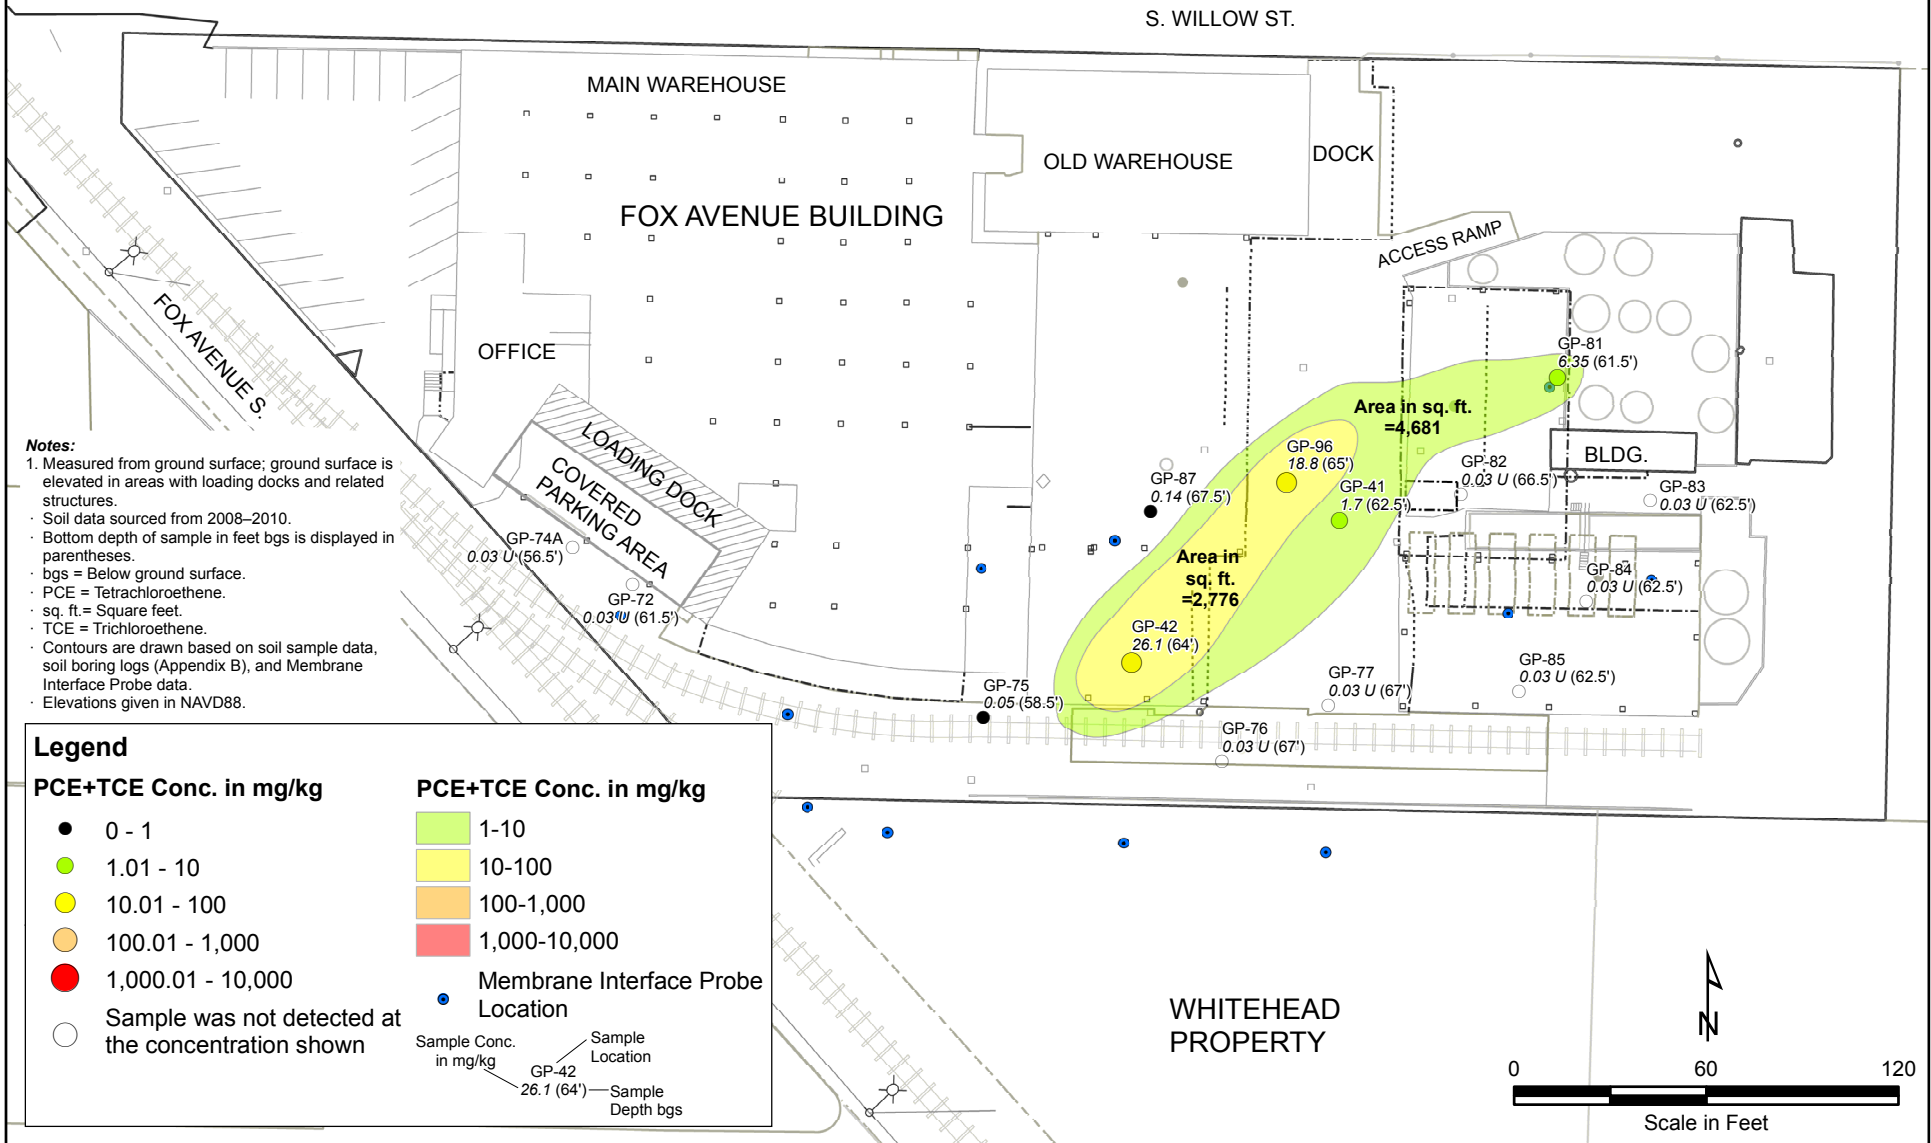 S. WILLOW ST.
MAIN WAREHOUSE
OLD WAREHOUSE
DOCK
FOX AVENUE BUILDING
ACCESS RAMP
FOX AVENUE S.
OFFICE
LOADING DOCK
COVERED
PARKING AREA
BLDG.
GP-81
6.35 (61.5')
Area in sq. ft.
=4,681
GP-96
18.8 (65')
GP-87
0.14 (67.5')
GP-41
1.7 (62.5')
GP-82
0.03 U (66.5')
GP-83
0.03 U (62.5')
GP-74A
0.03 U (56.5')
GP-72
0.03 U (61.5')
Area in
sq. ft.
=2,776
GP-84
0.03 U (62.5')
GP-42
26.1 (64')
GP-75
0.05 (58.5')
GP-77
0.03 U (67')
GP-85
0.03 U (62.5')
GP-76
0.03 U (67')
Notes:
1. Measured from ground surface; ground surface is
elevated in areas with loading docks and related
structures.
· Soil data sourced from 2008–2010.
· Bottom depth of sample in feet bgs is displayed in
parentheses.
· bgs = Below ground surface.
· PCE = Tetrachloroethene.
· sq. ft.= Square feet.
· TCE = Trichloroethene.
· Contours are drawn based on soil sample data,
soil boring logs (Appendix B), and Membrane
Interface Probe data.
· Elevations given in NAVD88.
Legend
PCE+TCE Conc. in mg/kg
0 - 1
1.01 - 10
10.01 - 100
100.01 - 1,000
1,000.01 - 10,000
Sample was not detected at
the concentration shown
PCE+TCE Conc. in mg/kg
1-10
10-100
100-1,000
1,000-10,000
Membrane Interface Probe
Location
Sample Conc.
in mg/kg
Sample
Location
GP-42
26.1 (64')
Sample
Depth bgs
WHITEHEAD
PROPERTY
N
0 60 120
Scale in Feet